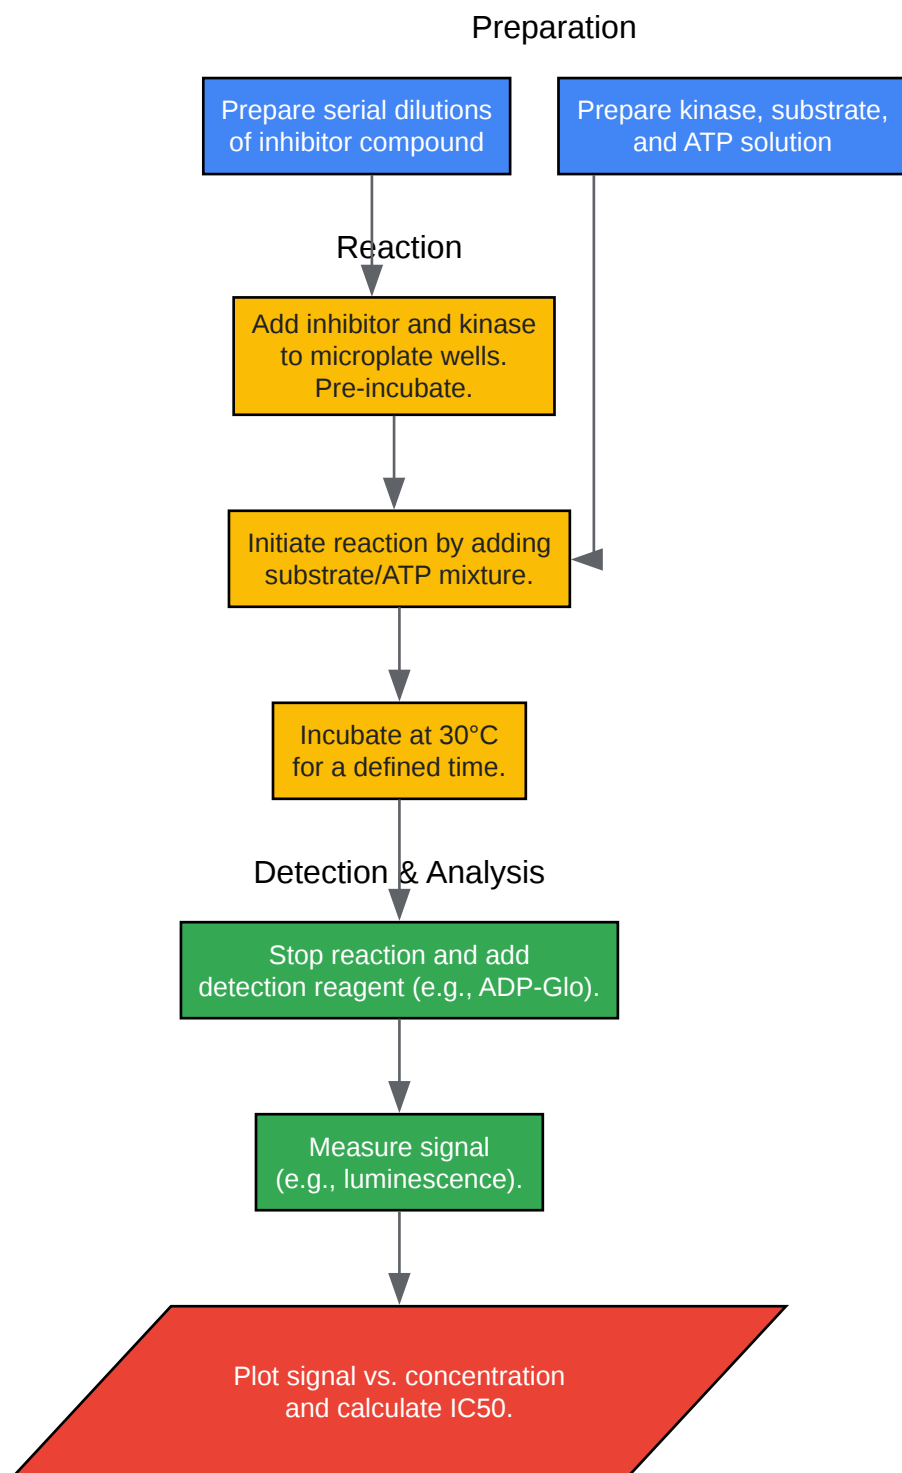 Preparation
Prepare serial dilutions
of inhibitor compound
Prepare kinase, substrate,
and ATP solution
Reaction
Add inhibitor and kinase
to microplate wells.
Pre-incubate.
Initiate reaction by adding
substrate/ATP mixture.
Incubate at 30°C
for a defined time.
Detection & Analysis
Stop reaction and add
detection reagent (e.g., ADP-Glo).
Measure signal
(e.g., luminescence).
Plot signal vs. concentration
and calculate IC50.